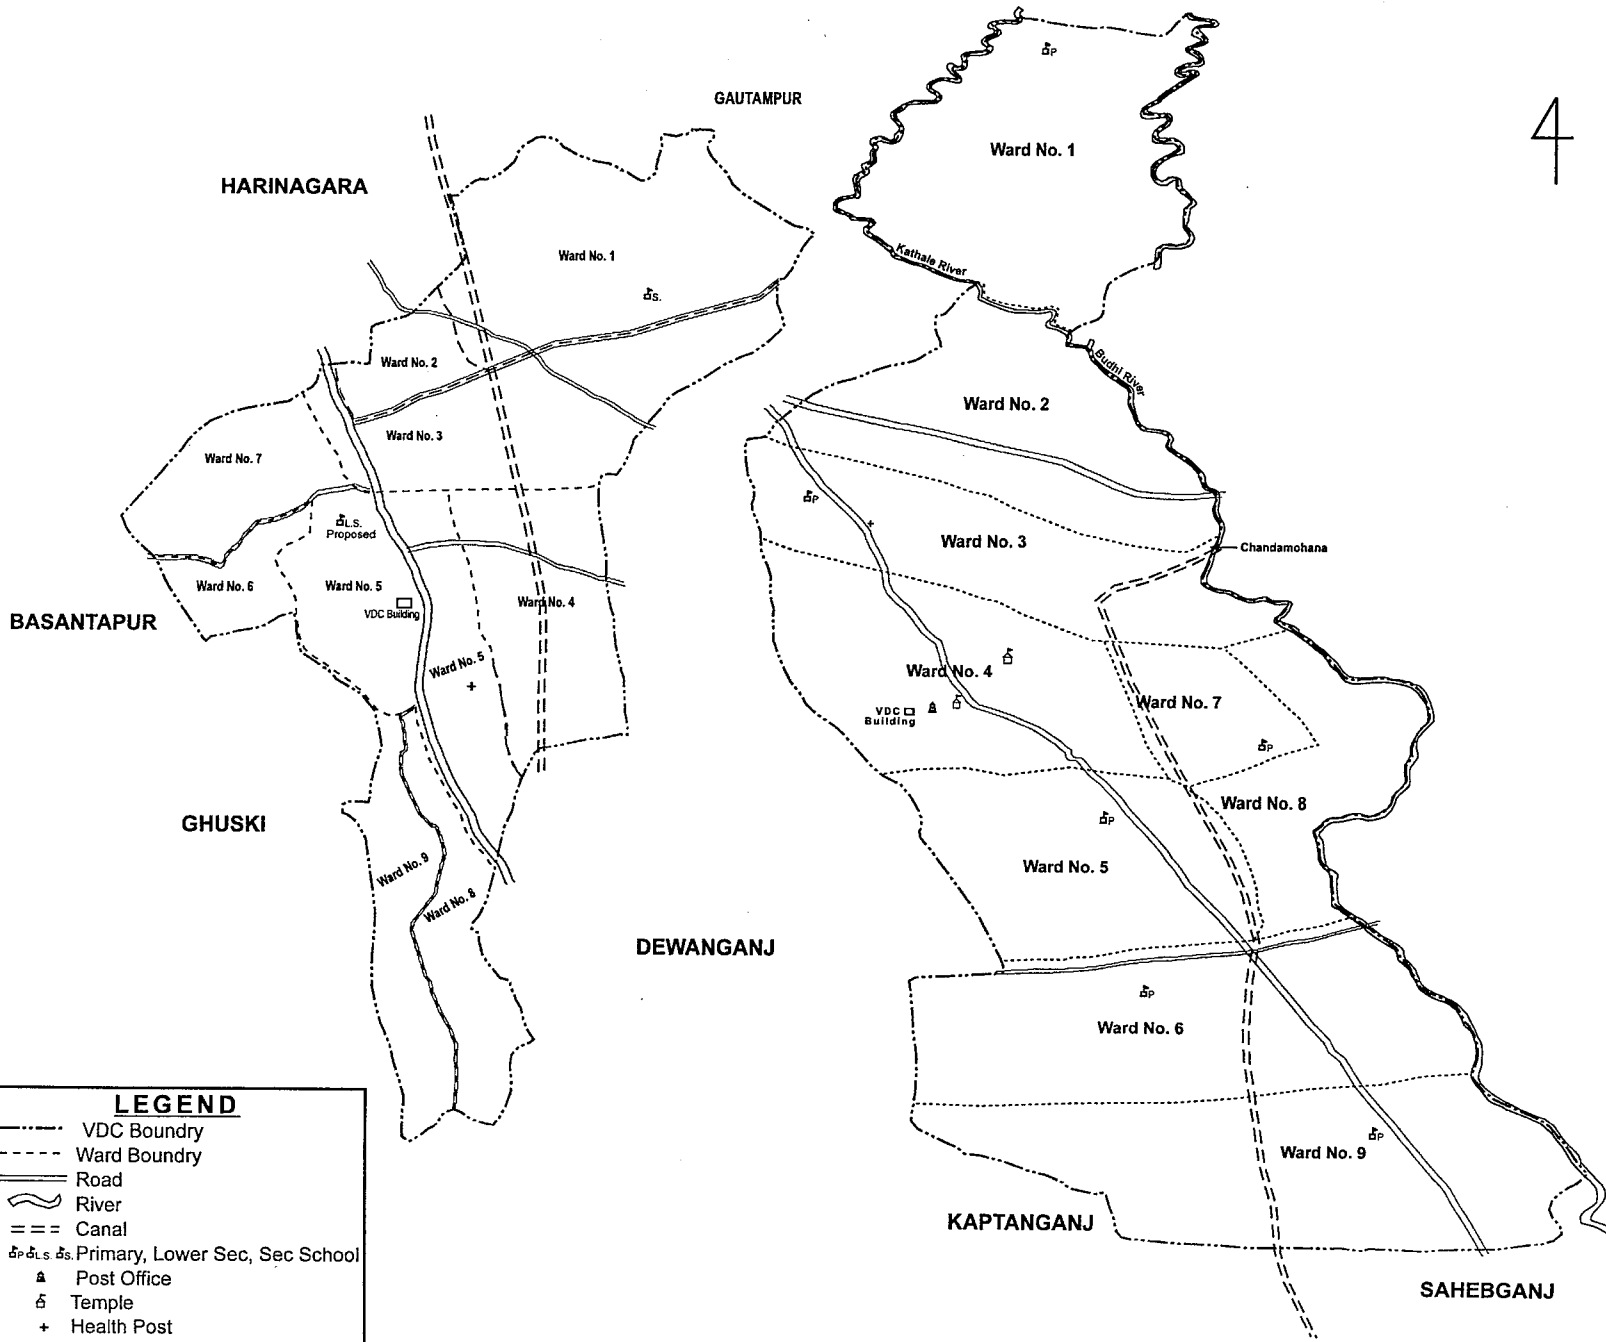 GAUTAMPUR
HARINAGARA
Ward No. 1
S.
Ward No. 2
Ward No. 3
Ward No. 7
L.S.
Proposed
Ward No. 6
Ward No. 5
Ward No. 4
VDC Building
BASANTAPUR
Ward No. 5
GHUSKI
Ward No. 9
Ward No. 8
DEWANGANJ
P
Ward No. 1
Kathale River
Budhi River
Ward No. 2
P
Ward No. 3
Chandamohana
Ward No. 4
VDC
Building
Ward No. 7
P
Ward No. 8
P
Ward No. 5
P
Ward No. 6
P
Ward No. 9
KAPTANGANJ
SAHEBGANJ
LEGEND
VDC Boundry
Ward Boundry
Road
River
Canal
P L.S. S. Primary, Lower Sec, Sec School
Post Office
Temple
Health Post